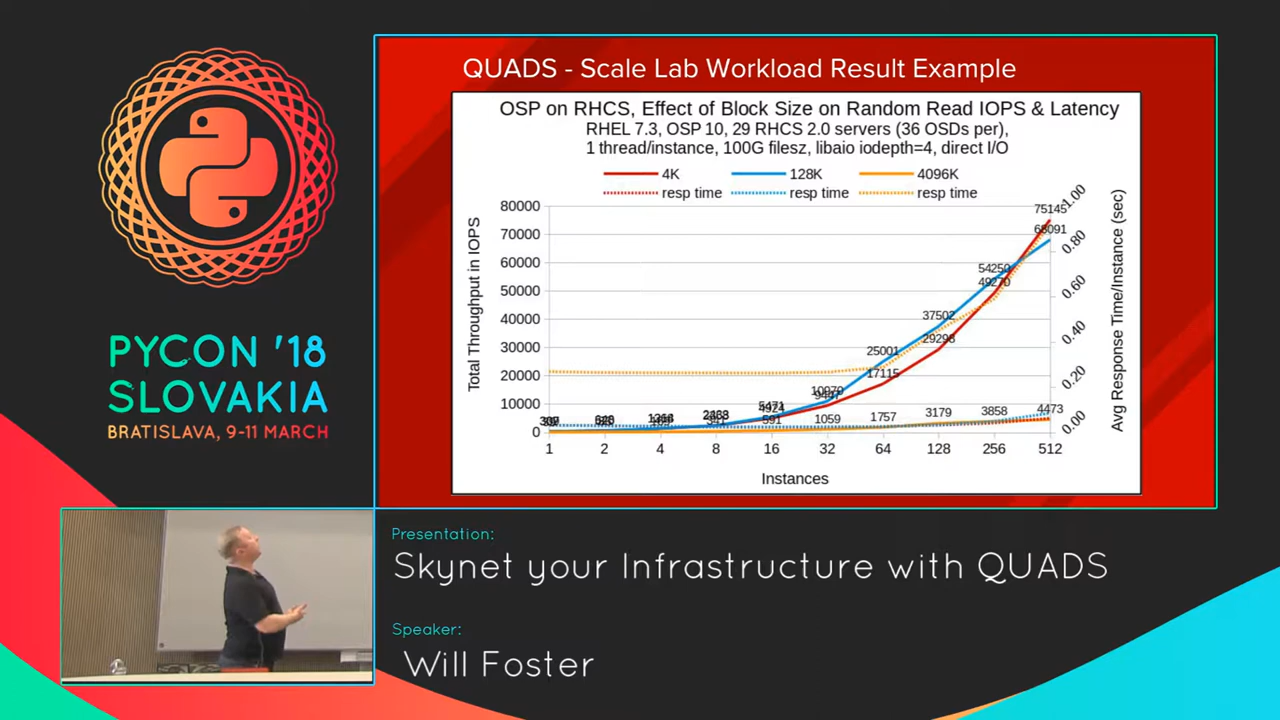 PYCON '18
SLOVAKIA
BRATISLAVA, 9-11 MARCH
QUADS - Scale Lab Workload Result Example
OSP on RHCS, Effect of Block Size on Random Read IOPS & Latency
RHEL 7.3, OSP 10, 29 RHCS 2.0 servers (36 OSDs per),
1 thread/instance, 100G filesz, libaio iodepth=4, direct I/O
4K 128K 4096K
resp time resp time resp time
Total Throughput in IOPS
80000
70000
60000
50000
40000
30000
20000
10000
0
75145
68091
54250
49270
37502
29298
25001
17115
4924
591
1059
1757
3179
3858
4473
1.00
0.80
0.60
0.40
0.20
0.00
Avg Response Time/Instance (sec)
1 2 4 8 16 32 64 128 256 512
Instances
Presentation:
Skynet your Infrastructure with QUADS
Speaker:
Will Foster